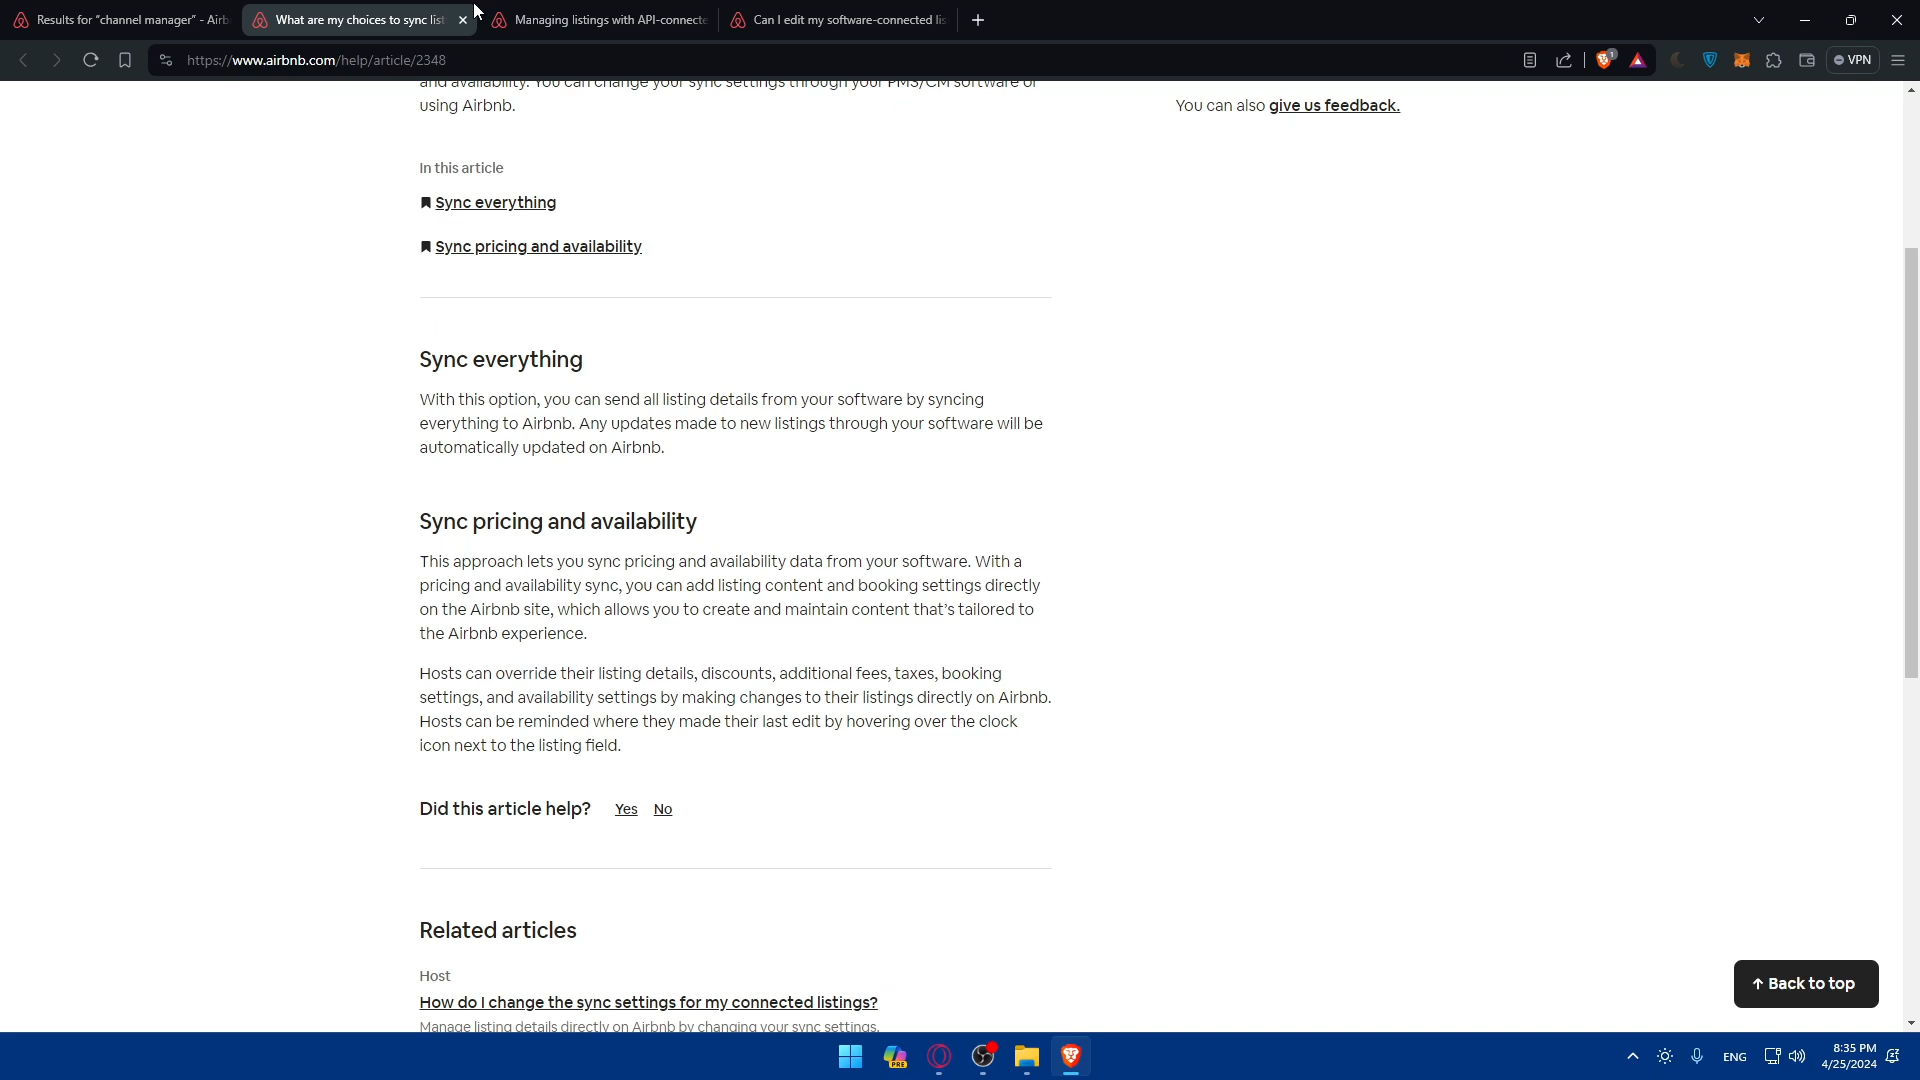 Results for "channel manager" - Airb
What are my choices to sync list
Managing listings with API-connecte
Can I edit my software-connected lis
https://www.airbnb.com/help/article/2348
1
VPN
and availability. You can change your sync settings through your PMS/CM software or
using Airbnb.
You can also give us feedback.
In this article
Sync everything
Sync pricing and availability
Sync everything
With this option, you can send all listing details from your software by syncing
everything to Airbnb. Any updates made to new listings through your software will be
automatically updated on Airbnb.
Sync pricing and availability
This approach lets you sync pricing and availability data from your software. With a
pricing and availability sync, you can add listing content and booking settings directly
on the Airbnb site, which allows you to create and maintain content that's tailored to
the Airbnb experience.
Hosts can override their listing details, discounts, additional fees, taxes, booking
settings, and availability settings by making changes to their listings directly on Airbnb.
Hosts can be reminded where they made their last edit by hovering over the clock
icon next to the listing field.
Did this article help? Yes No
Related articles
Host
How do I change the sync settings for my connected listings?
Manage listing details directly on Airbnb by changing your sync settings.
↑ Back to top
PRE
ENG
8:35 PM
4/25/2024